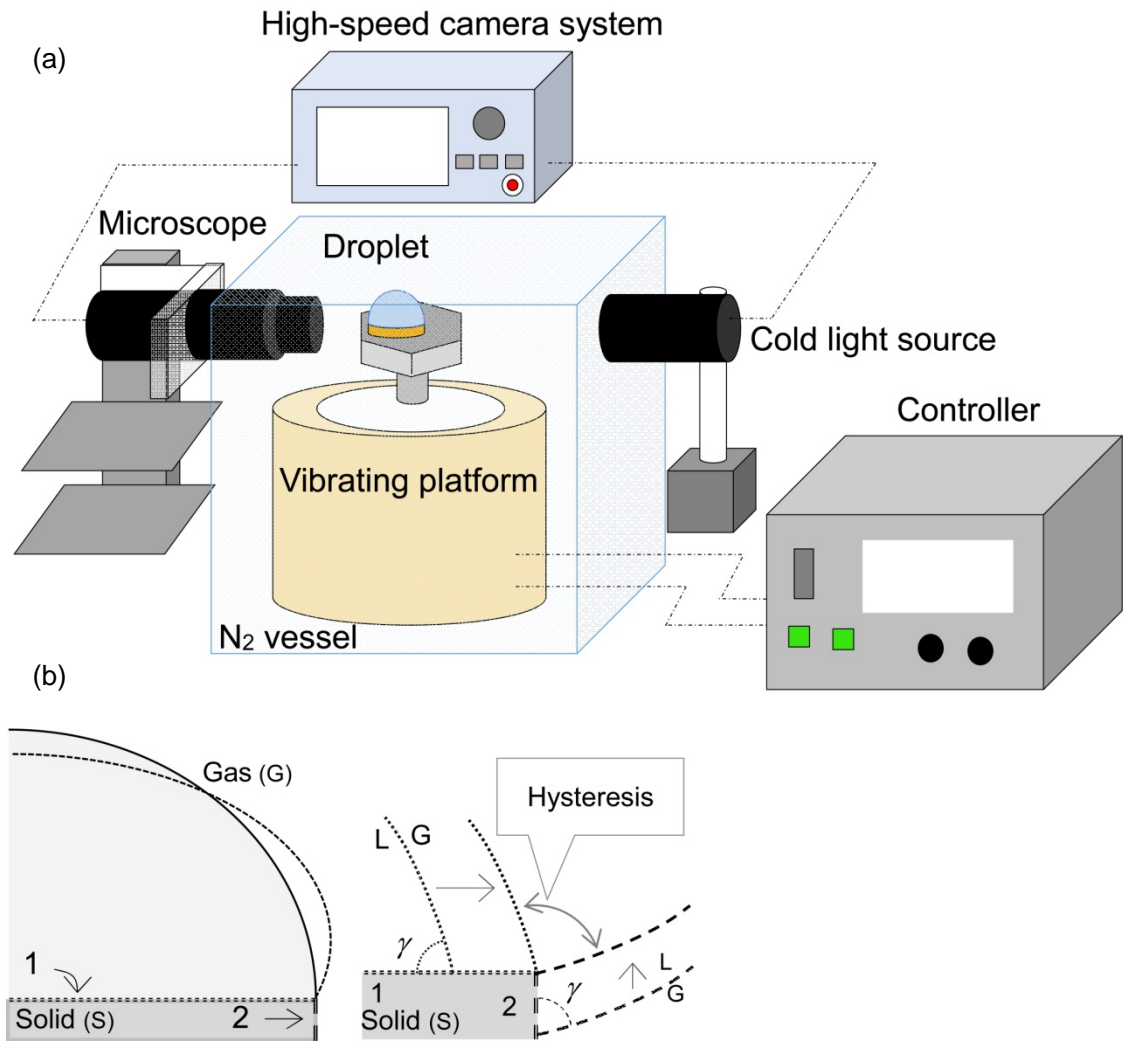 High-speed camera system
(a)
Microscope
Droplet
Cold light source
Controller
Vibrating platform
N₂ vessel
(b)
Gas (G)
Hysteresis
L G
γ
1
Solid (S)
2
1
Solid (S)
2
γ
L
G